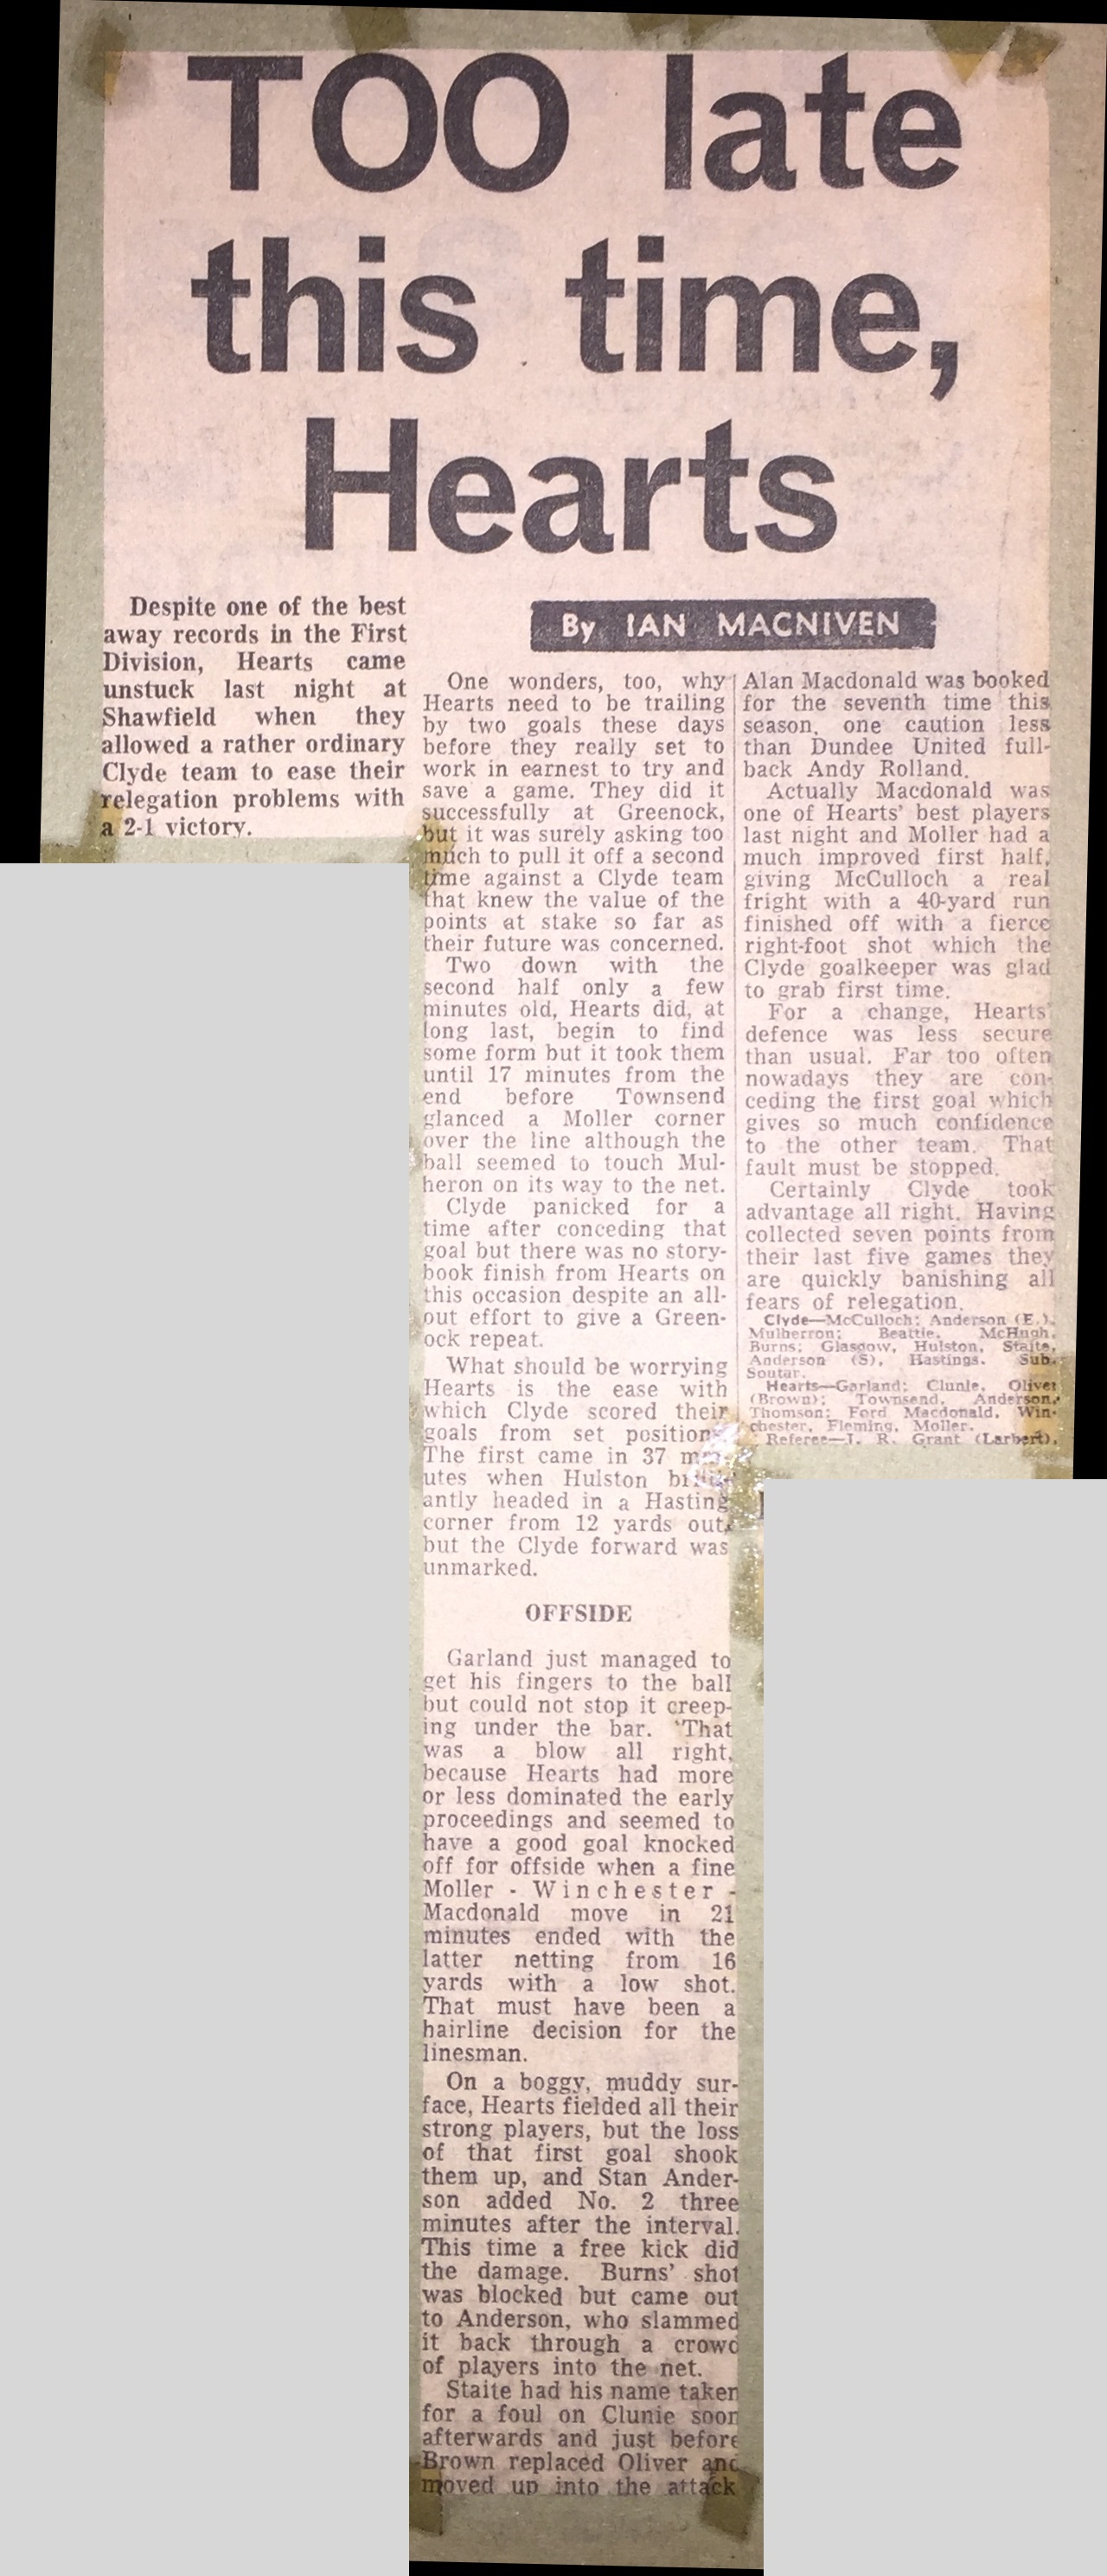 TOO late
this time,
Hearts
Despite one of the best
away records in the First
Division, Hearts came
unstuck last night at
Shawfield when they
allowed a rather ordinary
Clyde team to ease their
relegation problems with
a 2-1 victory.
By IAN MACNIVEN
One wonders, too, why
Hearts need to be trailing
by two goals these days
before they really set to
work in earnest to try and
save a game. They did it
successfully at Greenock,
but it was surely asking too
much to pull it off a second
time against a Clyde team
that knew the value of the
points at stake so far as
their future was concerned.
Two down with the
second half only a few
minutes old, Hearts did, at
long last, begin to find
some form but it took them
until 17 minutes from the
end before Townsend
glanced a Moller corner
over the line although the
ball seemed to touch Mul-
heron on its way to the net.
Clyde panicked for a
time after conceding that
goal but there was no story-
book finish from Hearts on
this occasion despite an all-
out effort to give a Green-
ock repeat.
What should be worrying
Hearts is the ease with
which Clyde scored their
goals from set positions.
The first came in 37 min-
utes when Hulston brilli-
antly headed in a Hasting
corner from 12 yards out,
but the Clyde forward was
unmarked.
OFFSIDE
Garland just managed to
get his fingers to the ball
but could not stop it creep-
ing under the bar. 'That
was a blow all right,
because Hearts had more
or less dominated the early
proceedings and seemed to
have a good goal knocked
off for offside when a fine
Moller - Winchester -
Macdonald move in 21
minutes ended with the
latter netting from 16
yards with a low shot.
That must have been a
hairline decision for the
linesman.
On a boggy, muddy sur-
face, Hearts fielded all their
strong players, but the loss
of that first goal shook
them up, and Stan Ander-
son added No. 2 three
minutes after the interval.
This time a free kick did
the damage. Burns' shot
was blocked but came out
to Anderson, who slammed
it back through a crowd
of players into the net.
Staite had his name taken
for a foul on Clunie soon
afterwards and just before
Brown replaced Oliver and
moved up into the attack
Alan Macdonald was booked
for the seventh time this
season, one caution less
than Dundee United full-
back Andy Rolland.
Actually Macdonald was
one of Hearts' best players
last night and Moller had a
much improved first half,
giving McCulloch a real
fright with a 40-yard run
finished off with a fierce
right-foot shot which the
Clyde goalkeeper was glad
to grab first time.
For a change, Hearts'
defence was less secure
than usual. Far too often
nowadays they are con-
ceding the first goal which
gives so much confidence
to the other team. That
fault must be stopped.
Certainly Clyde took
advantage all right. Having
collected seven points from
their last five games they
are quickly banishing all
fears of relegation.
Clyde—McCulloch; Anderson (E.),
Mulherron; Beattie, McHugh,
Burns; Glasgow, Hulston, Staite,
Anderson (S), Hastings. Sub.
Soutar.
Hearts—Garland; Clunie, Oliver
(Brown); Townsend, Anderson,
Thomson; Ford Macdonald, Win-
chester, Fleming, Moller.
Referee—J. R. Grant (Larbert).